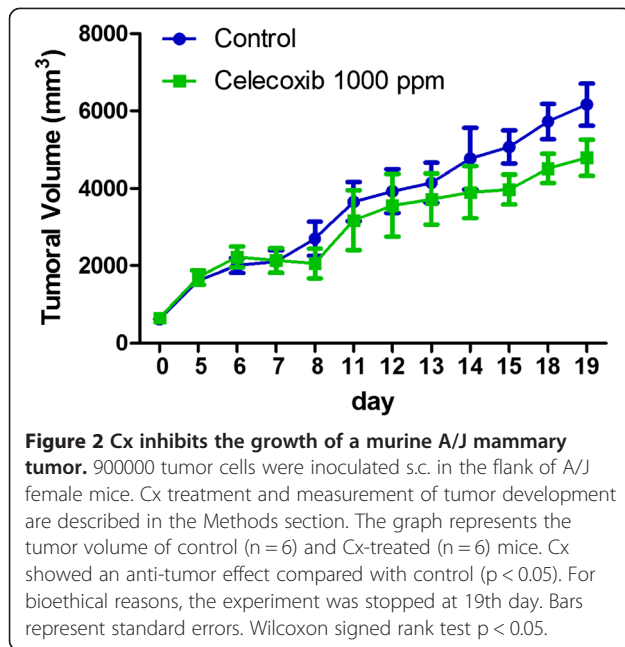 8000
6000
4000
2000
0
Tumoral Volume (mm³)
Control
Celecoxib 1000 ppm
0 5 6 7 8 11 12 13 14 15 18 19
day
Figure 2 Cx inhibits the growth of a murine A/J mammary
tumor. 900000 tumor cells were inoculated s.c. in the flank of A/J
female mice. Cx treatment and measurement of tumor development
are described in the Methods section. The graph represents the
tumor volume of control (n = 6) and Cx-treated (n = 6) mice. Cx
showed an anti-tumor effect compared with control (p < 0.05). For
bioethical reasons, the experiment was stopped at 19th day. Bars
represent standard errors. Wilcoxon signed rank test p < 0.05.